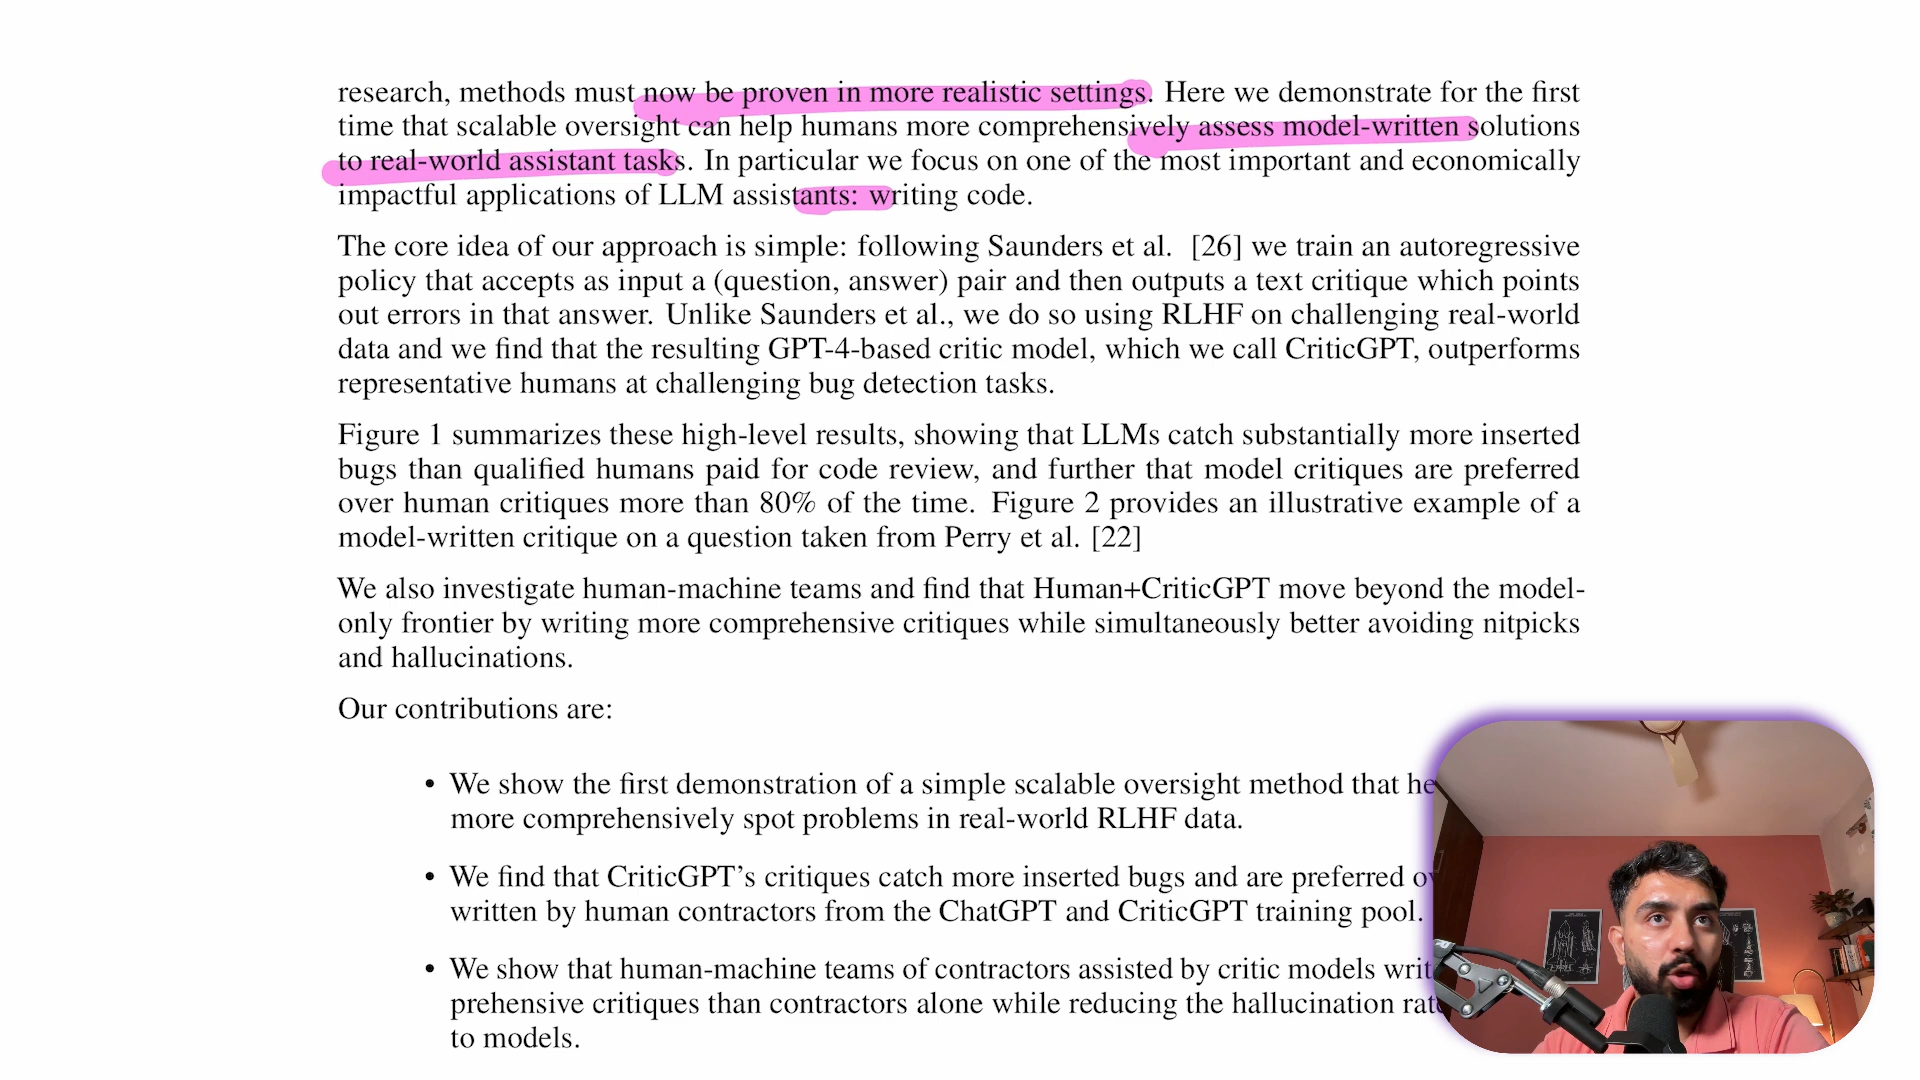 research, methods must now be proven in more realistic settings. Here we demonstrate for the first
time that scalable oversight can help humans more comprehensively assess model-written solutions
to real-world assistant tasks. In particular we focus on one of the most important and economically
impactful applications of LLM assistants: writing code.
The core idea of our approach is simple: following Saunders et al. [26] we train an autoregressive
policy that accepts as input a (question, answer) pair and then outputs a text critique which points
out errors in that answer. Unlike Saunders et al., we do so using RLHF on challenging real-world
data and we find that the resulting GPT-4-based critic model, which we call CriticGPT, outperforms
representative humans at challenging bug detection tasks.
Figure 1 summarizes these high-level results, showing that LLMs catch substantially more inserted
bugs than qualified humans paid for code review, and further that model critiques are preferred
over human critiques more than 80% of the time. Figure 2 provides an illustrative example of a
model-written critique on a question taken from Perry et al. [22]
We also investigate human-machine teams and find that Human+CriticGPT move beyond the model-
only frontier by writing more comprehensive critiques while simultaneously better avoiding nitpicks
and hallucinations.
Our contributions are:
• We show the first demonstration of a simple scalable oversight method that
more comprehensively spot problems in real-world RLHF data.
• We find that CriticGPT's critiques catch more inserted bugs and are preferred
written by human contractors from the ChatGPT and CriticGPT training pool.
• We show that human-machine teams of contractors assisted by critic models
prehensive critiques than contractors alone while reducing the hallucination
to models.